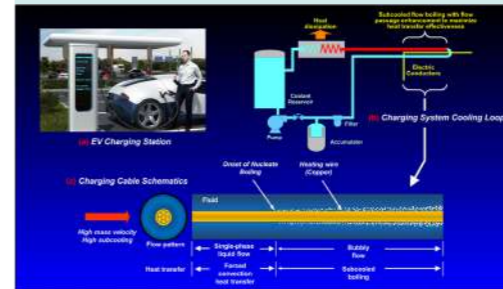 Subcooled flow boiling with flow
passage enhancement to maximize
heat transfer effectiveness
Heat
dissipation
Electric
Conductors
Coolant
Reservoir
Pump
Filter
Accumulator
(b) Charging System Cooling Loop
(a) EV Charging Station
(c) Charging Cable Schematics
Onset of Nucleate
Boiling
Heating wire
(Copper)
Fluid
High mass velocity
High subcooling
Flow pattern
Single-phase
liquid flow
Bubbly
flow
Heat transfer
Forced
convection
heat transfer
Subcooled
boiling